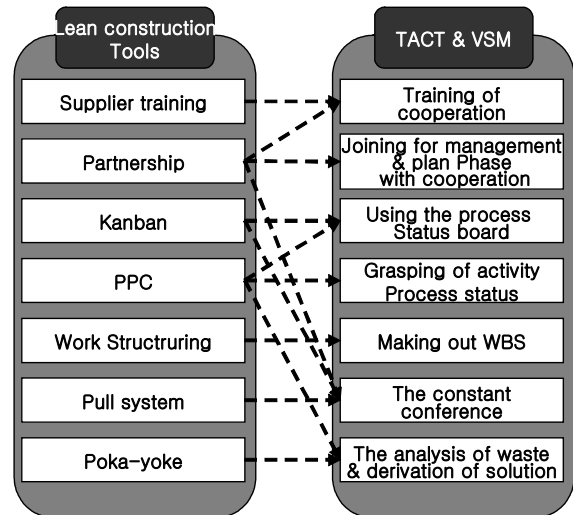 Lean construction
Tools
TACT & VSM
Supplier training
Partnership
Kanban
PPC
Work Structruring
Pull system
Poka-yoke
Training of
cooperation
Joining for management
& plan Phase
with cooperation
Using the process
Status board
Grasping of activity
Process status
Making out WBS
The constant
conference
The analysis of waste
& derivation of solution